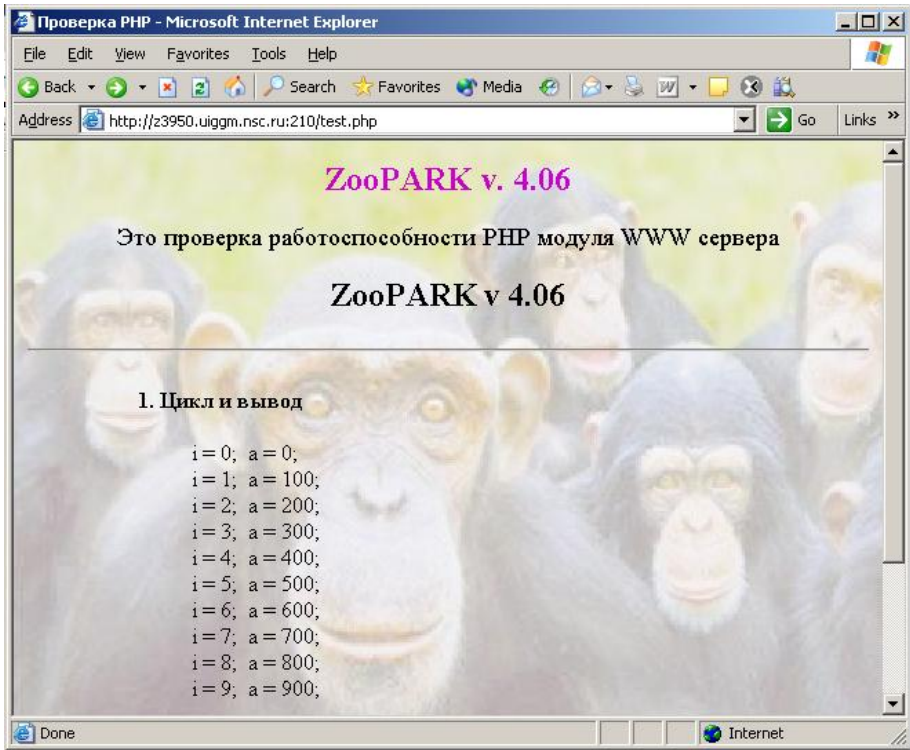 Проверка PHP - Microsoft Internet Explorer
File Edit View Favorites Tools Help
Back Search Favorites Media
Address http://z3950.uiggm.nsc.ru:210/test.php Go Links »
ZooPARK v. 4.06
Это проверка работоспособности PHP модуля WWW сервера
ZooPARK v 4.06
1. Цикл и вывод
i = 0; a = 0;
i = 1; a = 100;
i = 2; a = 200;
i = 3; a = 300;
i = 4; a = 400;
i = 5; a = 500;
i = 6; a = 600;
i = 7; a = 700;
i = 8; a = 800;
i = 9; a = 900;
Done Internet